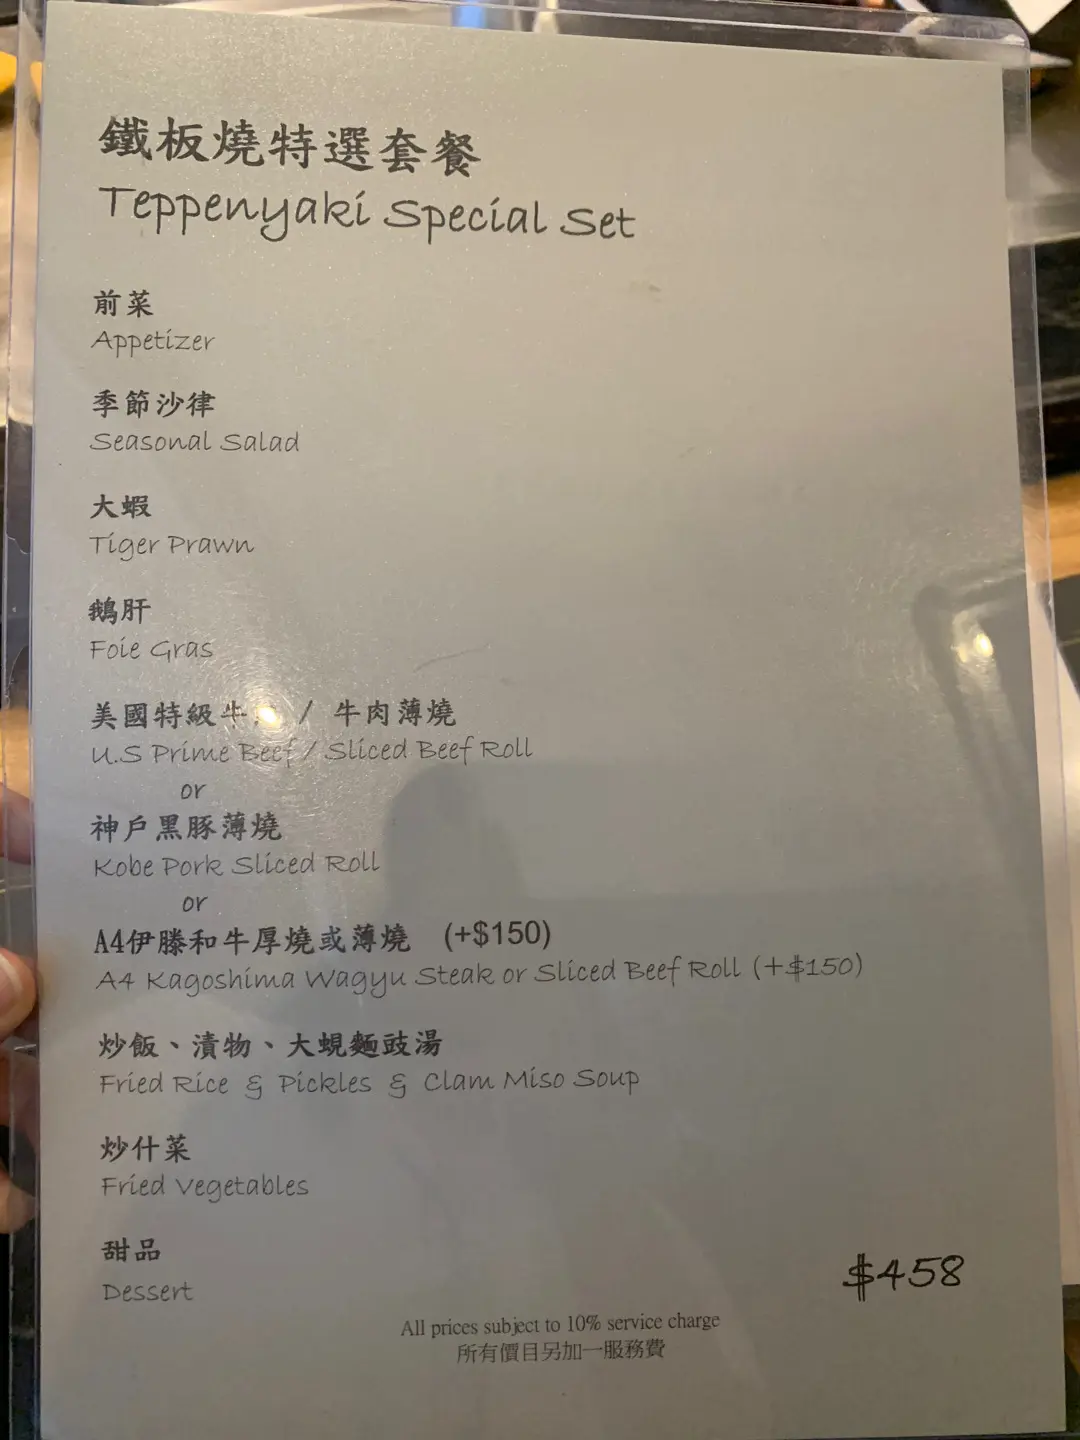 鐵板燒特選套餐
Teppenyaki Special Set
前菜
Appetizer
季節沙律
Seasonal Salad
大蝦
Tiger Prawn
鵝肝
Foie Gras
美國特級牛 / 牛肉薄燒
U.S Prime Beef / Sliced Beef Roll
or
神戶黑豚薄燒
Kobe Pork Sliced Roll
or
A4伊滕和牛厚燒或薄燒 (+$150)
A4 Kagoshima Wagyu Steak or Sliced Beef Roll (+$150)
炒飯、漬物、大蜆麵豉湯
Fried Rice & Pickles & Clam Miso Soup
炒什菜
Fried Vegetables
甜品
Dessert
$458
All prices subject to 10% service charge
所有價目另加一服務費